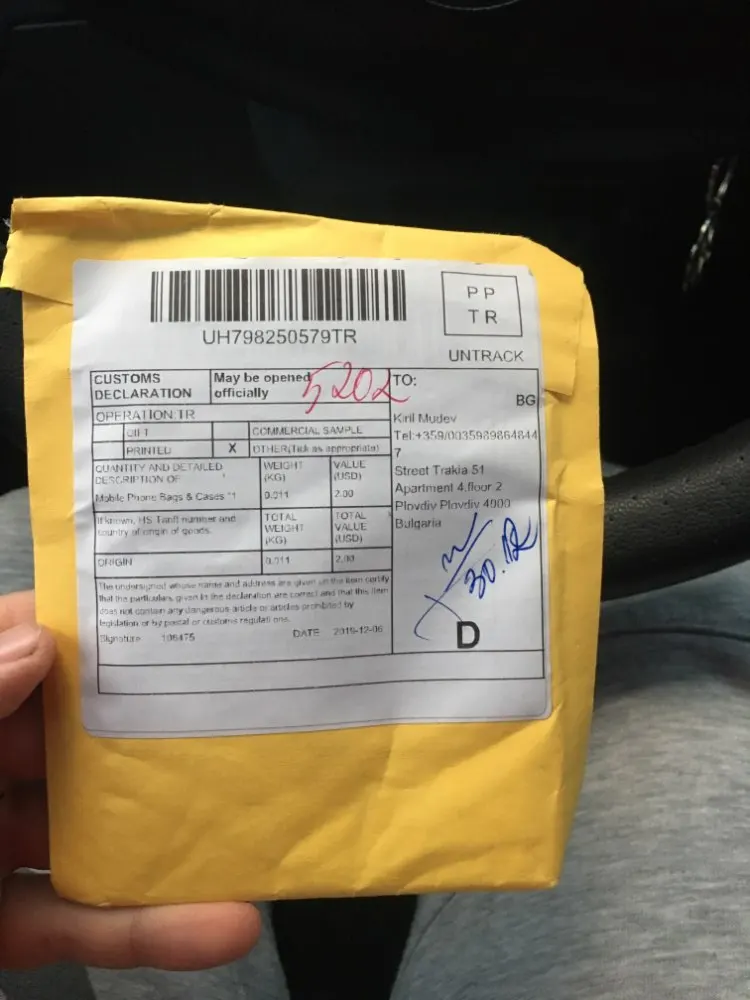 UH798250579TR
P P
T R
UNTRACK
CUSTOMS
DECLARATION
May be opened
officially
5202
OPERATION:TR
GIFT
COMMERCIAL SAMPLE
PRINTED
X
OTHER(Tick as appropriate)
QUANTITY AND DETAILED
DESCRIPTION OF
WEIGHT
(KG)
VALUE
(USD)
Mobile Phone Bags & Cases *1
0.011
2.00
If known, HS Tariff number and
country of origin of goods.
TOTAL
WEIGHT
(KG)
TOTAL
VALUE
(USD)
ORIGIN
0.011
2.00
The undersigned whose name and address are given on the item certify
that the particulars given in the declaration are correct and that this item
does not contain any dangerous article or articles prohibited by
legislation or by postal or customs regulations.
Signature 106475 DATE 2019-12-06
TO:
BG
Kiril Mudev
Tel:+359/0035989864844
7
Street Trakia 51
Apartment 4.floor 2
Plovdiv Plovdiv 4000
Bulgaria
30.12
D